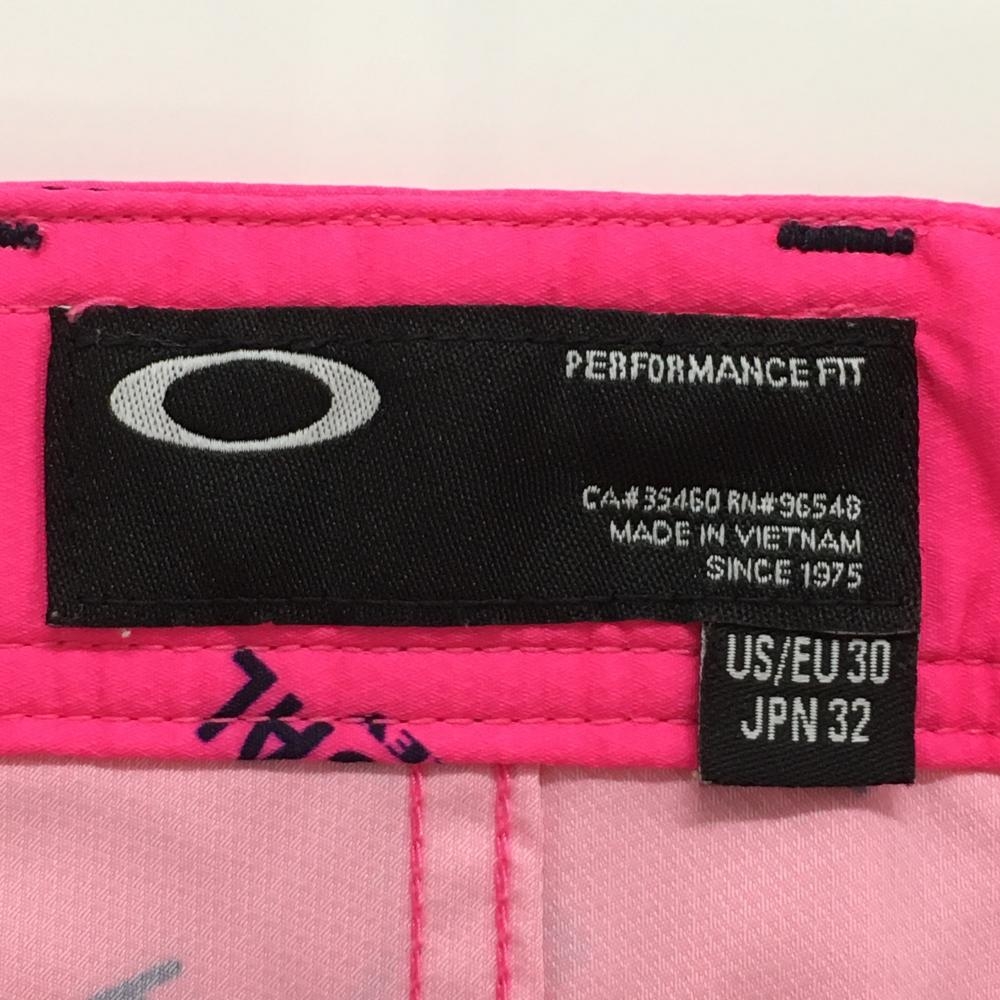 PERFORMANCE FIT
CA#35460 RN#96548
MADE IN VIETNAM
SINCE 1975
US/EU 30
JPN 32